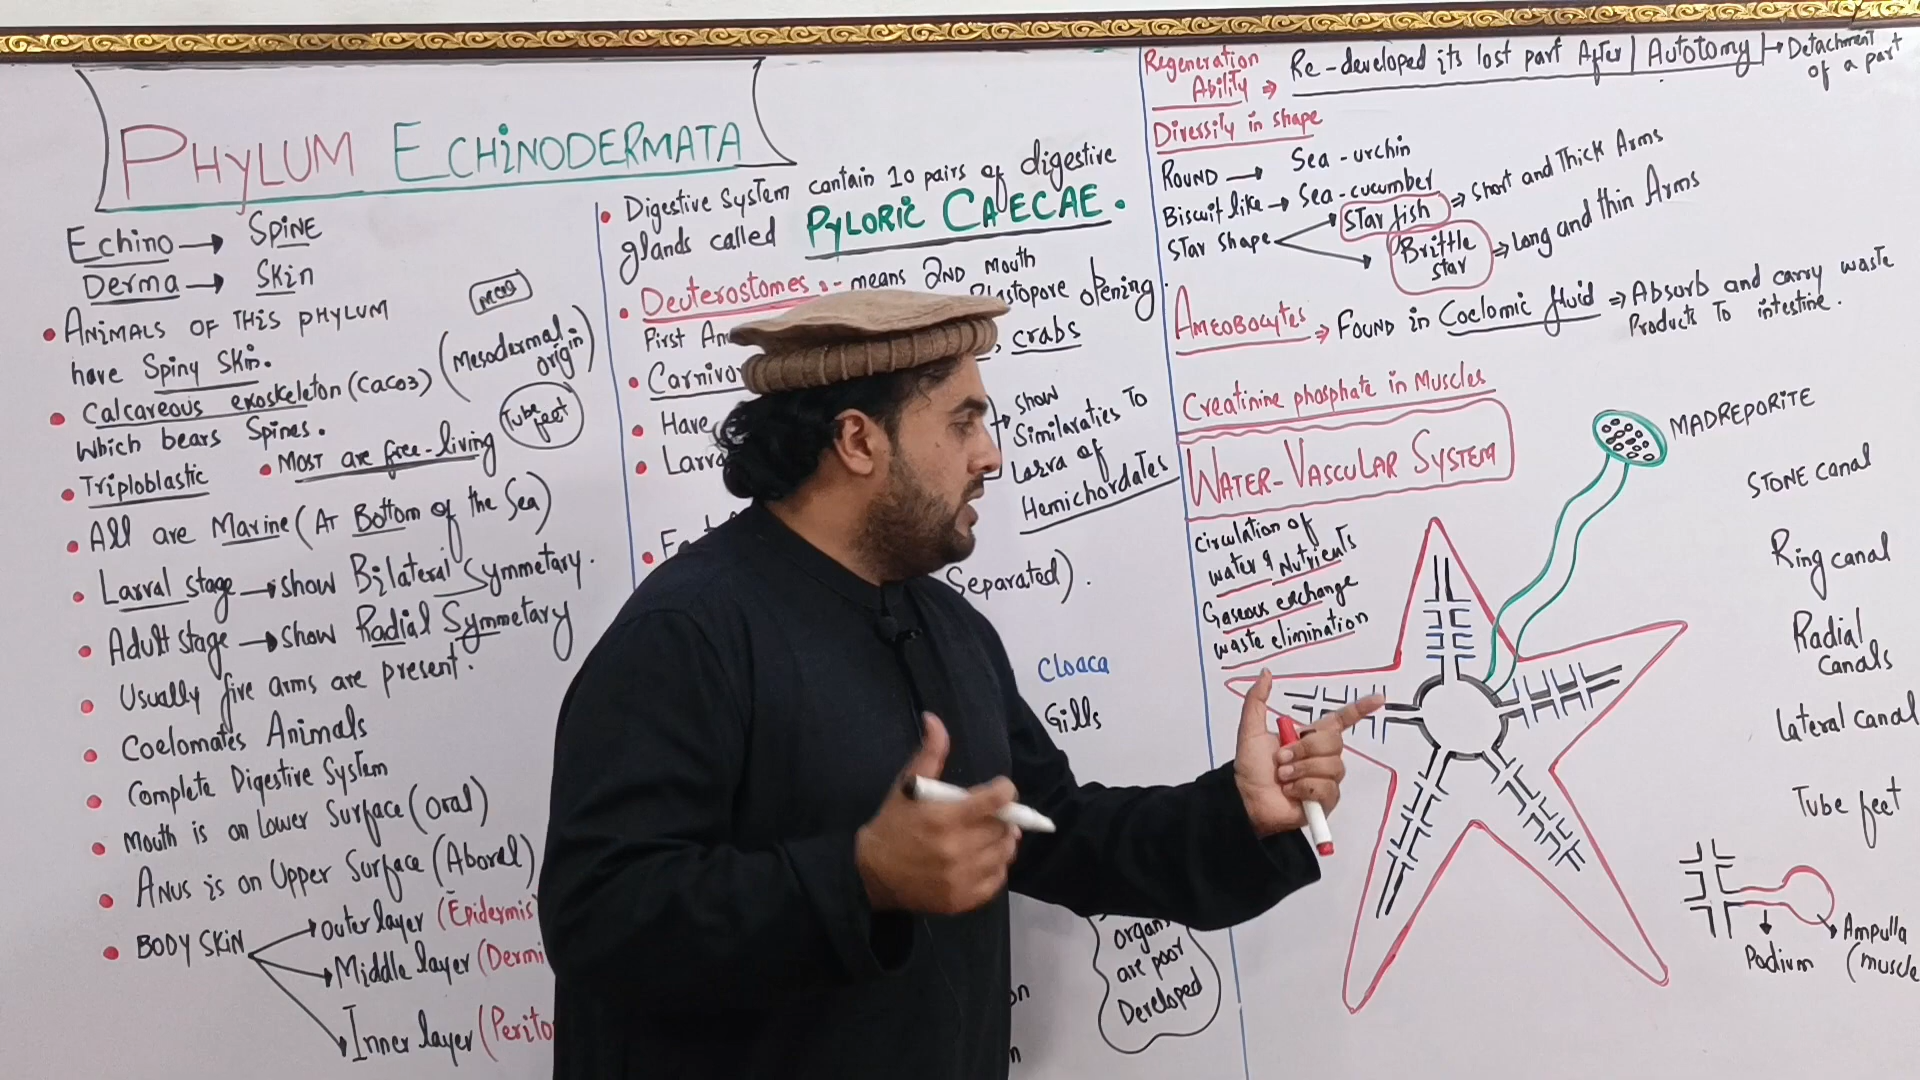 PHYLUM ECHINODERMATA
Echino → SPINE
Derma → SKIN
• ANIMALS OF THIS PHYLUM
have Spiny Skin.
• Calcareous exoskeleton (CaCO3) (Mesodermal origin)
which bears Spines.
Tube feet
• Triploblastic • MOST are free-living
• All are Marine (AT Bottom of the Sea)
• Larval stage → show Bilateral Symmetary.
• Adult stage → show Radial Symmetary
• Usually five arms are present.
• Coelomates Animals
• Complete Digestive System
• Mouth is on Lower Surface (oral)
• ANUS is on Upper Surface (Aboral)
• BODY SKIN
outer layer (Epidermis
Middle layer (Dermi
Inner layer (Perito
• Digestive System contain 10 pairs of digestive
glands called PYLORIC CAECAE.
• Deuterostomes :- means 2ND mouth
First An
opening.
• Carnivor
, crabs
• Have
• Larva
show
Similaraties To
Larva of
Hemichordates
Separated).
Cloaca
Gills
organs
are poor
Developed
Regeneration
Ability ⇒ Re-developed its lost part After Autotomy → Detachment
of a part
Diversity in shape
ROUND → Sea-urchin
Biscuit like → Sea-cucumber
Star shape
STar fish ⇒ Short and Thick Arms
Brittle
star ⇒ Long and thin Arms
AMEOBOCYTES ⇒ FOUND in Coelomic fluid ⇒ Absorb and carry waste
Products To intestine.
Creatinine phosphate in Muscles
WATER-VASCULAR SYSTEM
Circulation of
water & Nutrients
Gaseous exchange
waste elimination
MADREPORITE
STONE canal
Ring canal
Radial
canals
Lateral canal
Tube feet
Podium
Ampulla
(muscle